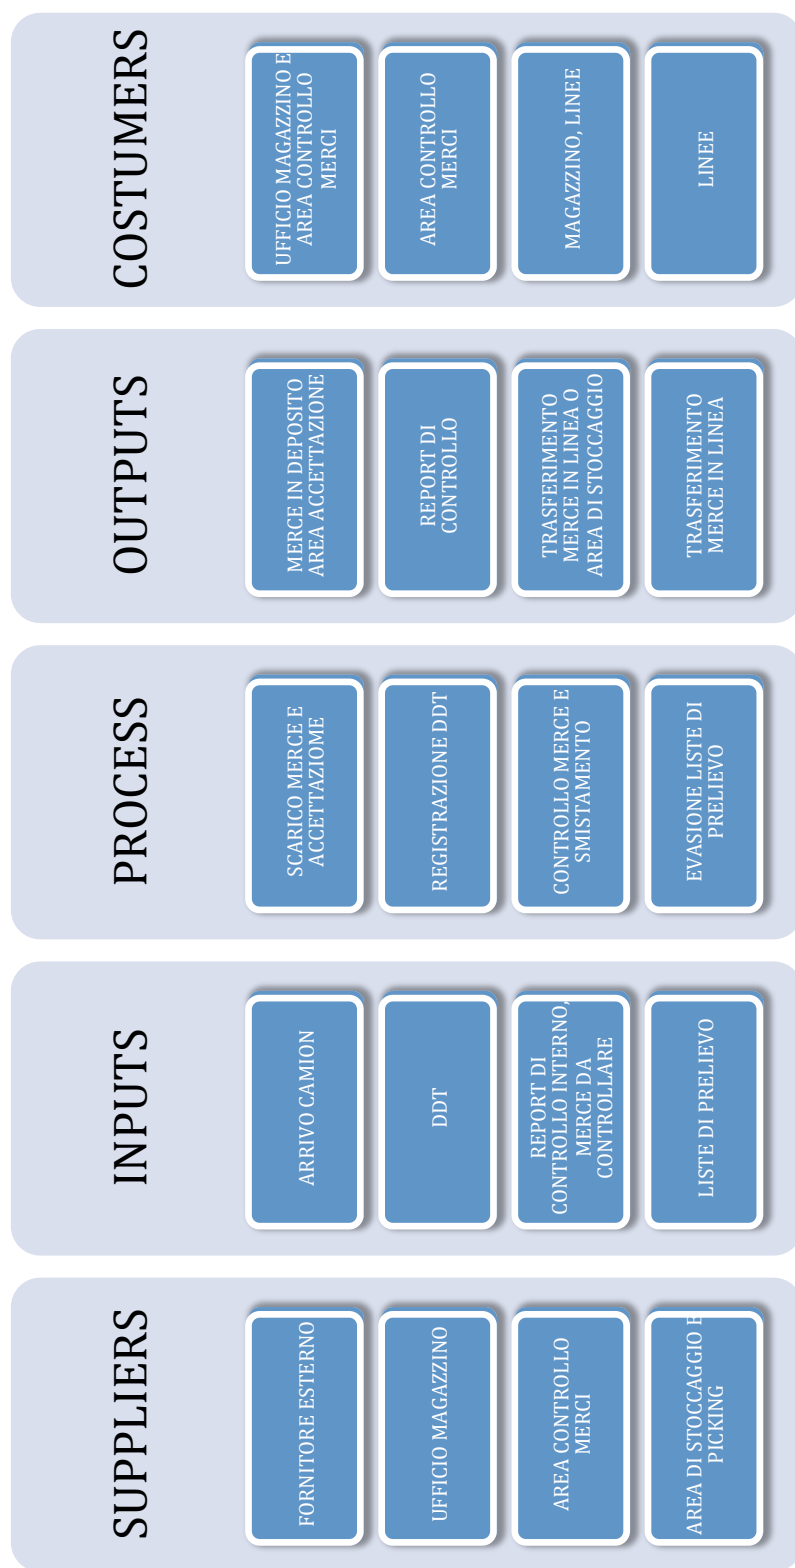 SUPPLIERS
FORNITORE ESTERNO
UFFICIO MAGAZZINO
AREA CONTROLLO
MERCI
AREA DI STOCCAGGIO E
PICKING
INPUTS
ARRIVO CAMION
DDT
REPORT DI
CONTROLLO INTERNO,
MERCE DA
CONTROLLARE
LISTE DI PRELIEVO
PROCESS
SCARICO MERCE E
ACCETTAZIOME
REGISTRAZIONE DDT
CONTROLLO MERCE E
SMISTAMENTO
EVASIONE LISTE DI
PRELIEVO
OUTPUTS
MERCE IN DEPOSITO
AREA ACCETTAZIONE
REPORT DI
CONTROLLO
TRASFERIMENTO
MERCE IN LINEA O
AREA DI STOCCAGGIO
TRASFERIMENTO
MERCE IN LINEA
COSTUMERS
UFFICIO MAGAZZINO E
AREA CONTROLLO
MERCI
AREA CONTROLLO
MERCI
MAGAZZINO, LINEE
LINEE